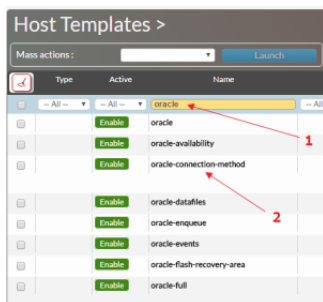 Host Templates >
Mass actions : Launch
Type Active Name
-- All -- -- All -- oracle -- All
Enable oracle
1
Enable oracle-availability
Enable oracle-connection-method
2
Enable oracle-datafiles
Enable oracle-enqueue
Enable oracle-events
Enable oracle-flash-recovery-area
Enable oracle-full